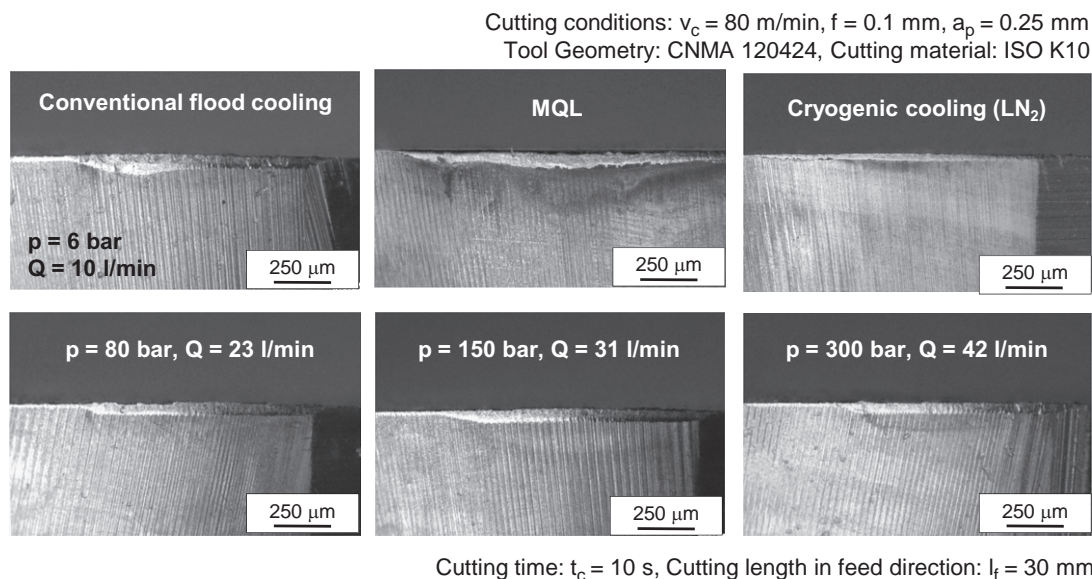 Cutting conditions: v_c = 80 m/min, f = 0.1 mm, a_p = 0.25 mm
Tool Geometry: CNMA 120424, Cutting material: ISO K10
Conventional flood cooling
p = 6 bar
Q = 10 l/min
250 μm
MQL
250 μm
Cryogenic cooling (LN₂)
250 μm
p = 80 bar, Q = 23 l/min
250 μm
p = 150 bar, Q = 31 l/min
250 μm
p = 300 bar, Q = 42 l/min
250 μm
Cutting time: t_c = 10 s, Cutting length in feed direction: l_f = 30 mm